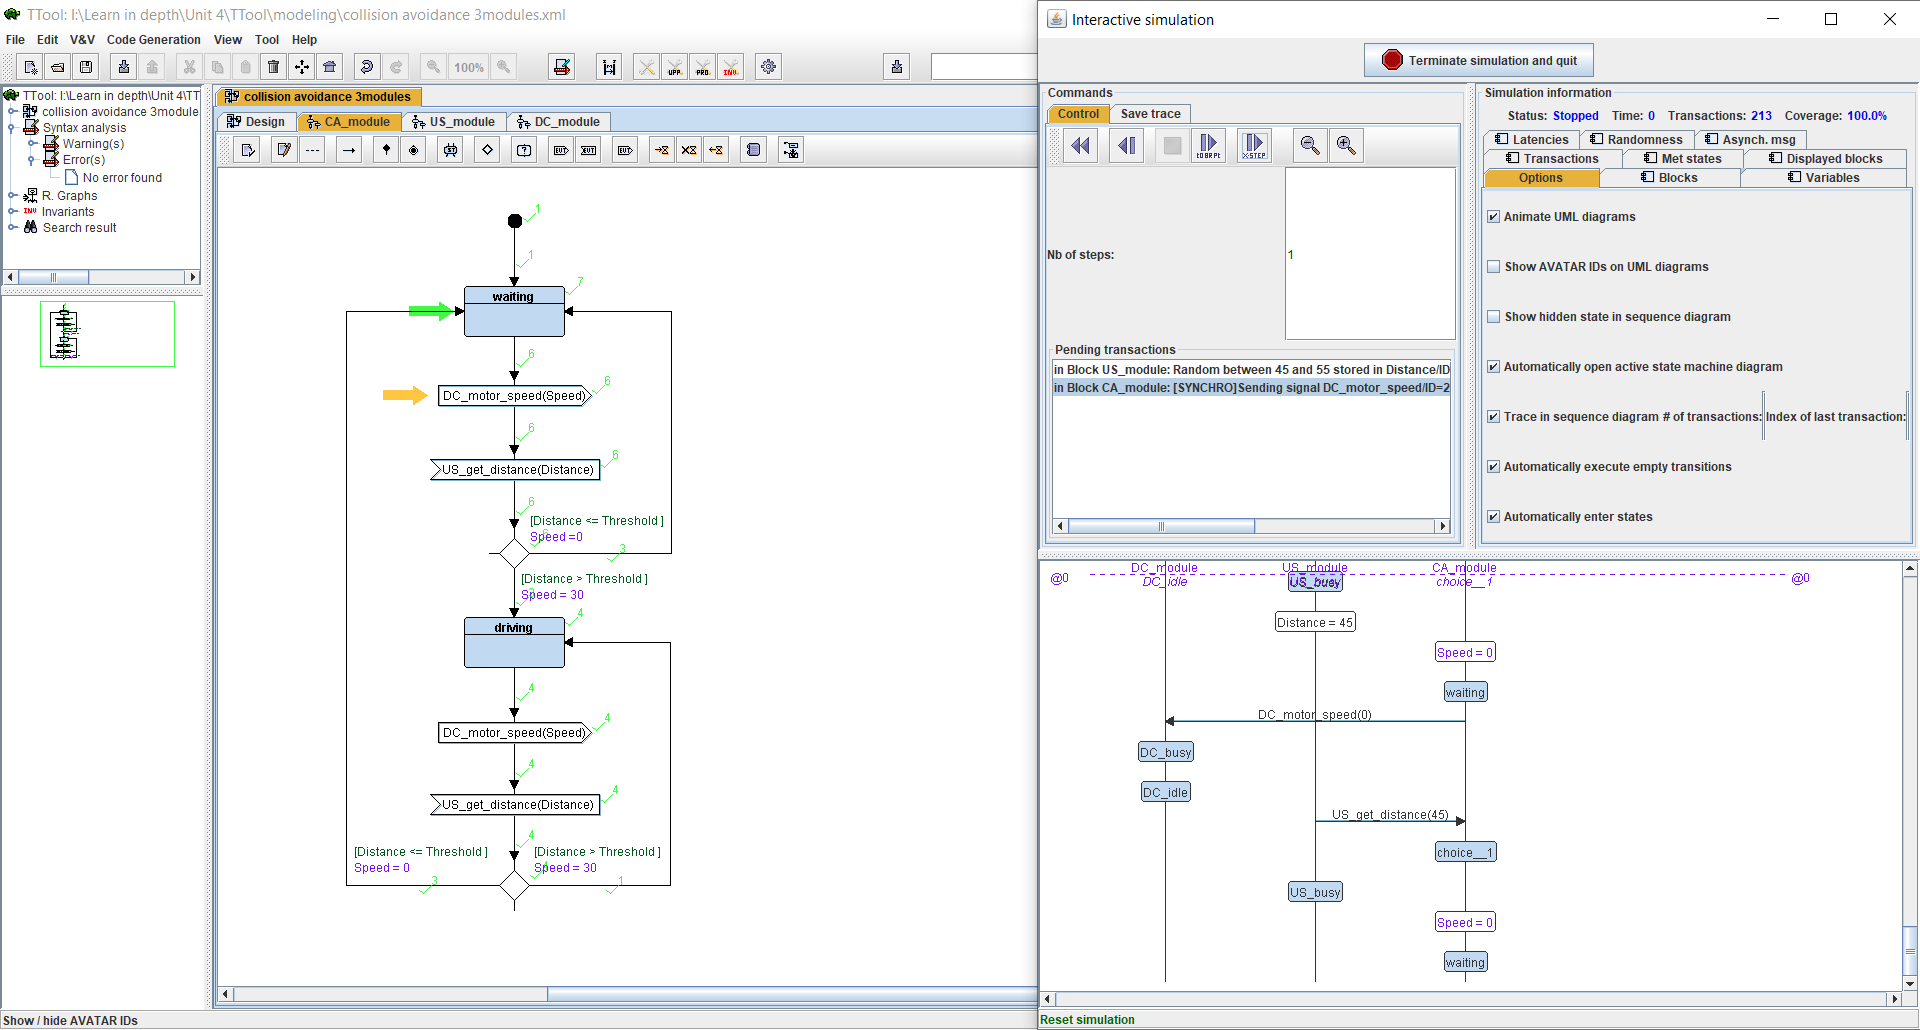 TTool: I:\Learn in depth\Unit 4\TTool\modeling\collision avoidance 3modules.xml
File Edit V&V Code Generation View Tool Help
100%
UPP.
PRO.
INV.
TTool: I:\Learn in depth\Unit 4\TT
collision avoidance 3module
Syntax analysis
Warning(s)
Error(s)
No error found
R. Graphs
INV Invariants
Search result
collision avoidance 3modules
Design CA_module US_module DC_module
1
1
waiting
7
6
DC_motor_speed(Speed)
6
6
US_get_distance(Distance)
6
6
[Distance <= Threshold ]
Speed =0
3
[Distance > Threshold ]
Speed = 30
driving
4
4
DC_motor_speed(Speed)
4
4
US_get_distance(Distance)
4
4
[Distance <= Threshold ]
Speed = 0
[Distance > Threshold ]
Speed = 30
3
1
Show / hide AVATAR IDs
Interactive simulation
Terminate simulation and quit
Commands
Control Save trace
toBRPt
X-STEP
Nb of steps:
1
Pending transactions
in Block US_module: Random between 45 and 55 stored in Distance/ID
in Block CA_module: [SYNCHRO]Sending signal DC_motor_speed/ID=2
Simulation information
Status: Stopped Time: 0 Transactions: 213 Coverage: 100.0%
Latencies Randomness Asynch. msg
Transactions Met states Displayed blocks
Options Blocks Variables
Animate UML diagrams
Show AVATAR IDs on UML diagrams
Show hidden state in sequence diagram
Automatically open active state machine diagram
Trace in sequence diagram # of transactions: Index of last transaction:
Automatically execute empty transitions
Automatically enter states
DC_module US_module CA_module
@0 DC_idle US_busy choice__1 @0
Distance = 45
Speed = 0
waiting
DC_motor_speed(0)
DC_busy
DC_idle
US_get_distance(45)
choice__1
US_busy
Speed = 0
waiting
Reset simulation